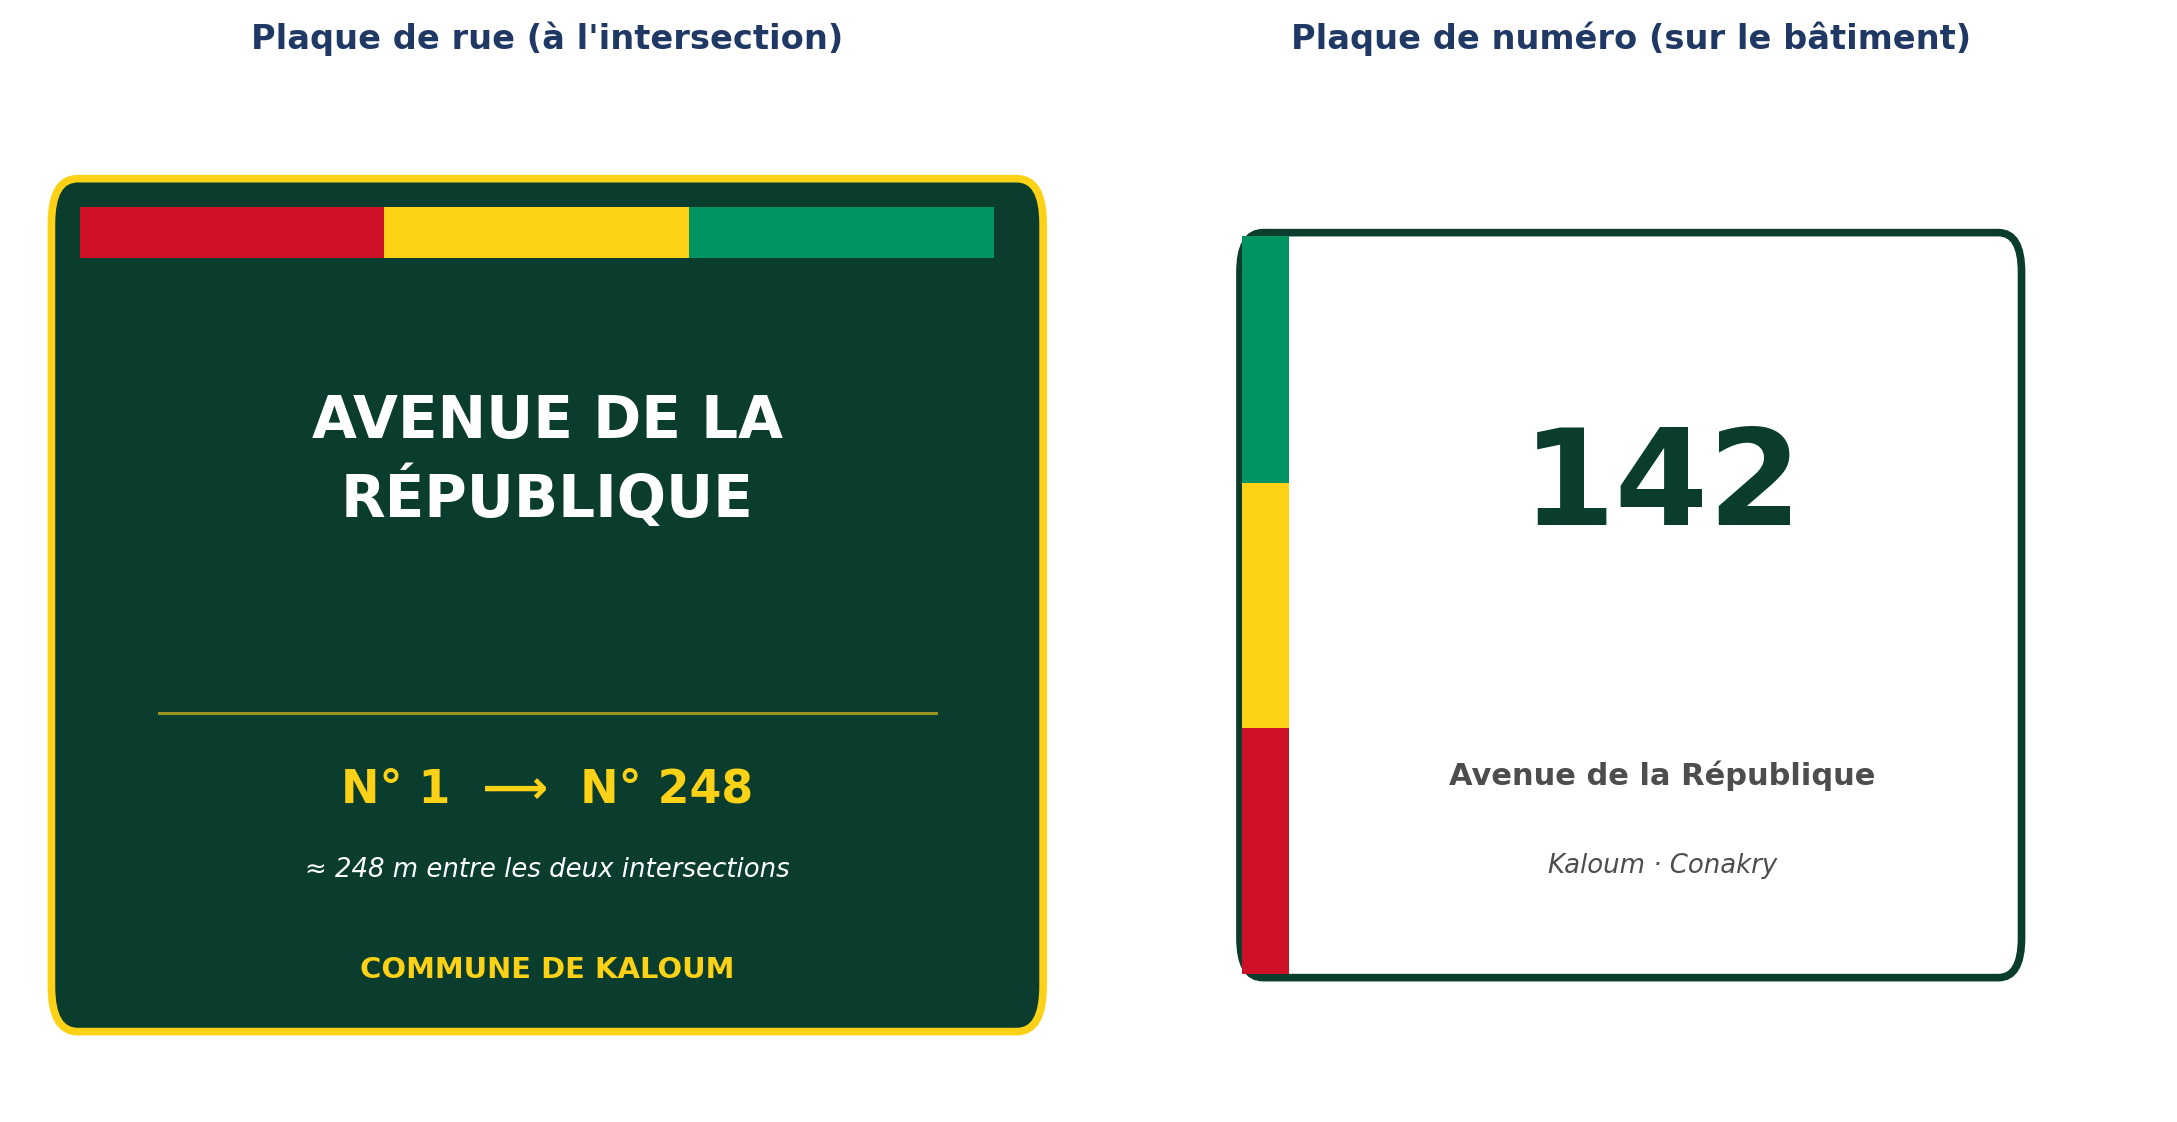 Plaque de rue (à l'intersection)
AVENUE DE LA
RÉPUBLIQUE
N° 1 ⟶ N° 248
≈ 248 m entre les deux intersections
COMMUNE DE KALOUM
Plaque de numéro (sur le bâtiment)
142
Avenue de la République
Kaloum · Conakry